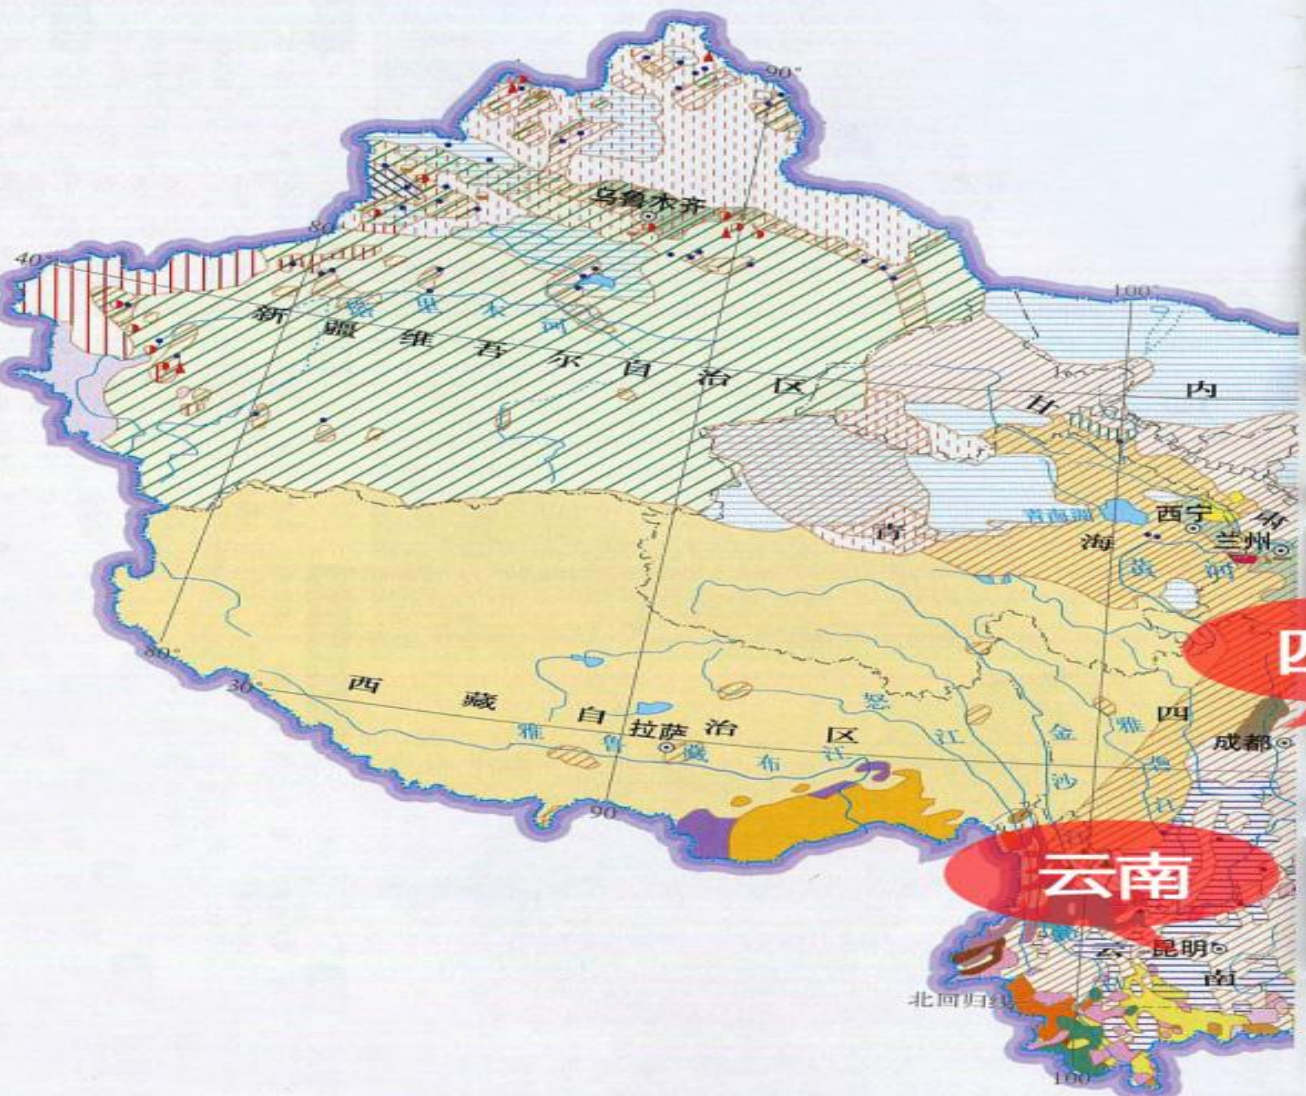 90°
乌鲁木齐
80°
40°
100°
塔里木河
新疆维吾尔自治区
内
甘
肃
青海湖
西宁
青海
兰州
黄河
80°
30°
西藏自治区
拉萨
雅鲁藏布江
怒江
金沙
雅砻江
四
成都
90°
云南
云南
昆明
北回归线
100°